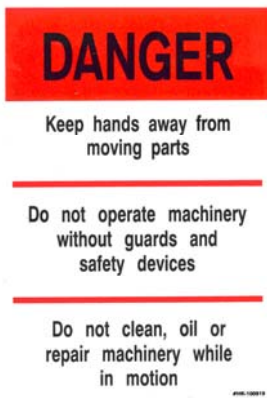 DANGER
Keep hands away from
moving parts
Do not operate machinery
without guards and
safety devices
Do not clean, oil or
repair machinery while
in motion